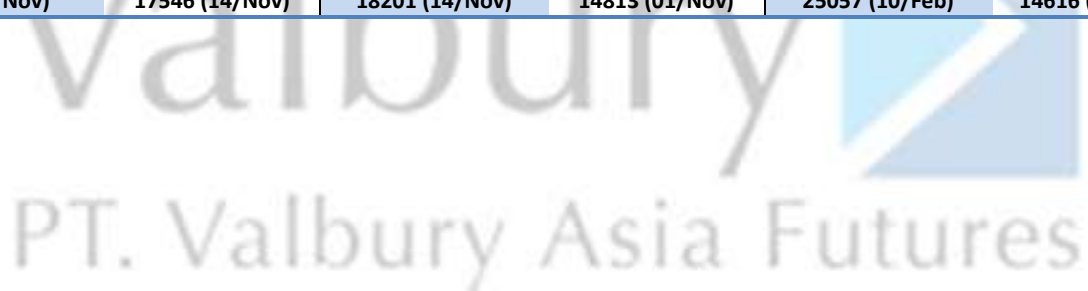 Nov) 17546 (14/Nov) 18201 (14/Nov) 14813 (01/Nov) 25057 (10/Feb) 14616 (
Valbury
PT. Valbury Asia Futures